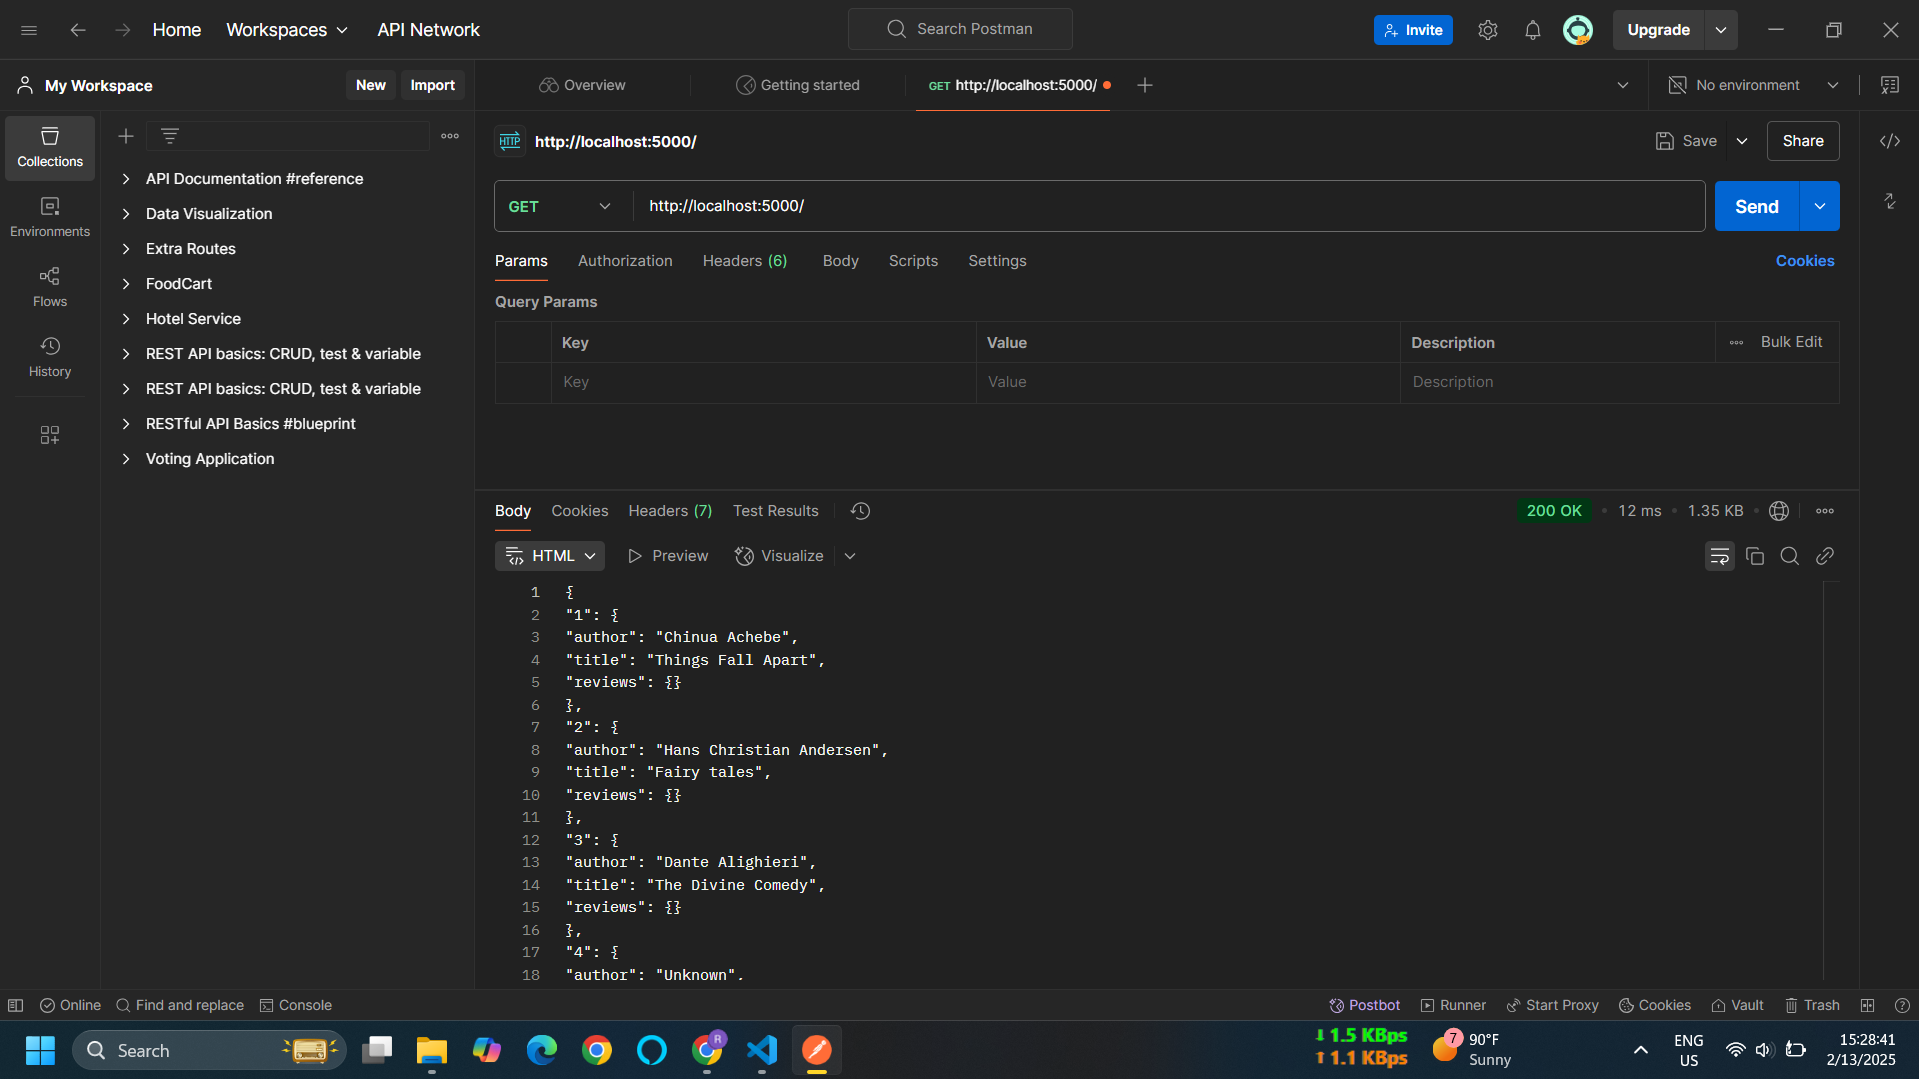 Home Workspaces API Network Search Postman Invite Upgrade
My Workspace New Import Overview Getting started GET http://localhost:5000/ No environment
Collections
Environments
Flows
History
API Documentation #reference
Data Visualization
Extra Routes
FoodCart
Hotel Service
REST API basics: CRUD, test & variable
REST API basics: CRUD, test & variable
RESTful API Basics #blueprint
Voting Application
HTTP http://localhost:5000/ Save Share
GET http://localhost:5000/ Send
Params Authorization Headers (6) Body Scripts Settings Cookies
Query Params
Key Value Description Bulk Edit
Key Value Description
Body Cookies Headers (7) Test Results 200 OK 12 ms 1.35 KB
HTML Preview Visualize
1 {
2 "1": {
3 "author": "Chinua Achebe",
4 "title": "Things Fall Apart",
5 "reviews": {}
6 },
7 "2": {
8 "author": "Hans Christian Andersen",
9 "title": "Fairy tales",
10 "reviews": {}
11 },
12 "3": {
13 "author": "Dante Alighieri",
14 "title": "The Divine Comedy",
15 "reviews": {}
16 },
17 "4": {
18 "author": "Unknown",
Online Find and replace Console Postbot Runner Start Proxy Cookies Vault Trash
Search R 1.5 KBps 7 90°F ENG 15:28:41
1.1 KBps Sunny US 2/13/2025